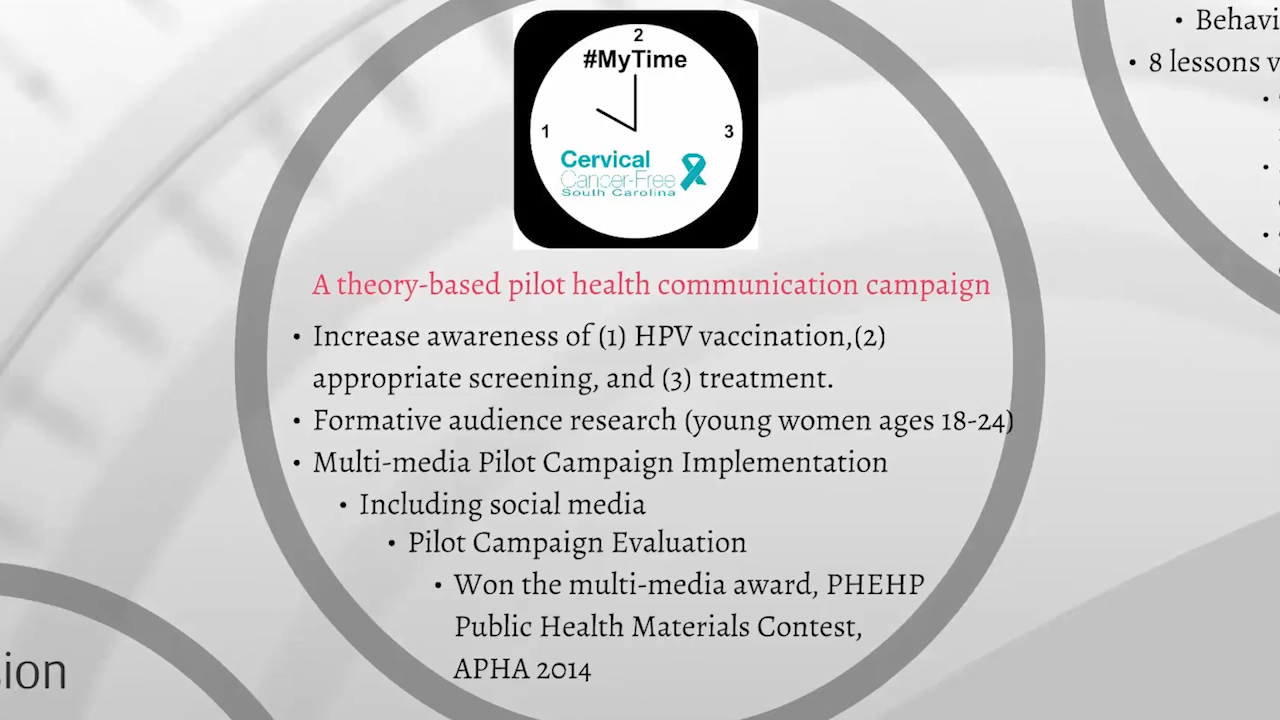 2
#MyTime
1
3
Cervical
Cancer-Free
South Carolina
A theory-based pilot health communication campaign
• Increase awareness of (1) HPV vaccination,(2)
appropriate screening, and (3) treatment.
• Formative audience research (young women ages 18-24)
• Multi-media Pilot Campaign Implementation
• Including social media
• Pilot Campaign Evaluation
• Won the multi-media award, PHEHP
Public Health Materials Contest,
APHA 2014
• Behavi
• 8 lessons v
sion